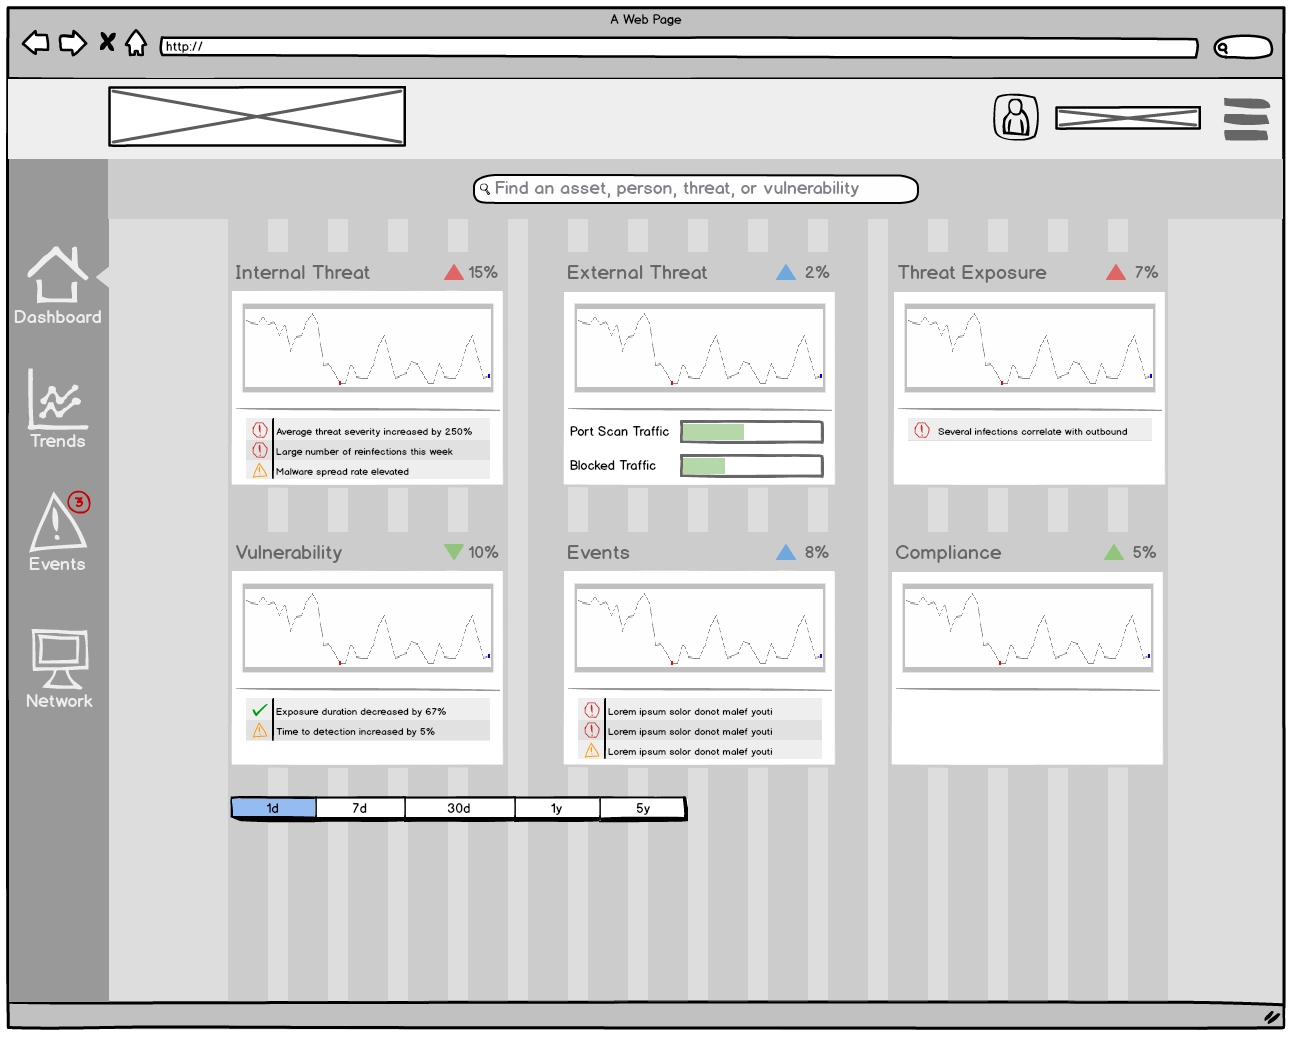 A Web Page
http://
Find an asset, person, threat, or vulnerability
Dashboard
Trends
3
Events
Network
Internal Threat 15%
Average threat severity increased by 250%
Large number of reinfections this week
Malware spread rate elevated
External Threat 2%
Port Scan Traffic
Blocked Traffic
Threat Exposure 7%
Several infections correlate with outbound
Vulnerability 10%
Exposure duration decreased by 67%
Time to detection increased by 5%
Events 8%
Lorem ipsum solor donot malef youti
Lorem ipsum solor donot malef youti
Lorem ipsum solor donot malef youti
Compliance 5%
1d 7d 30d 1y 5y